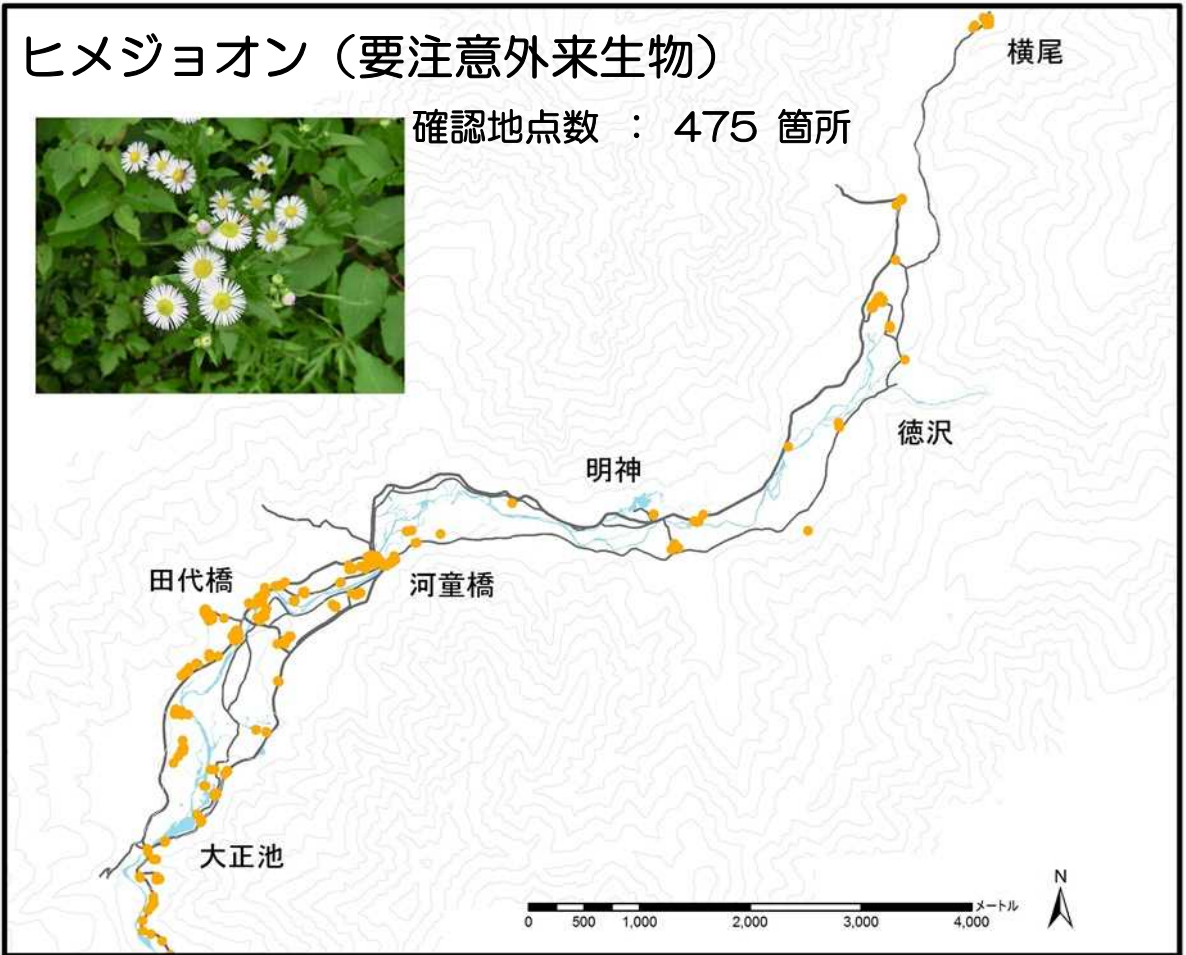 ヒメジョオン（要注意外来生物）
確認地点数 ： 475 箇所
横尾
徳沢
明神
田代橋
河童橋
大正池
N
メートル
0 500 1,000 2,000 3,000 4,000